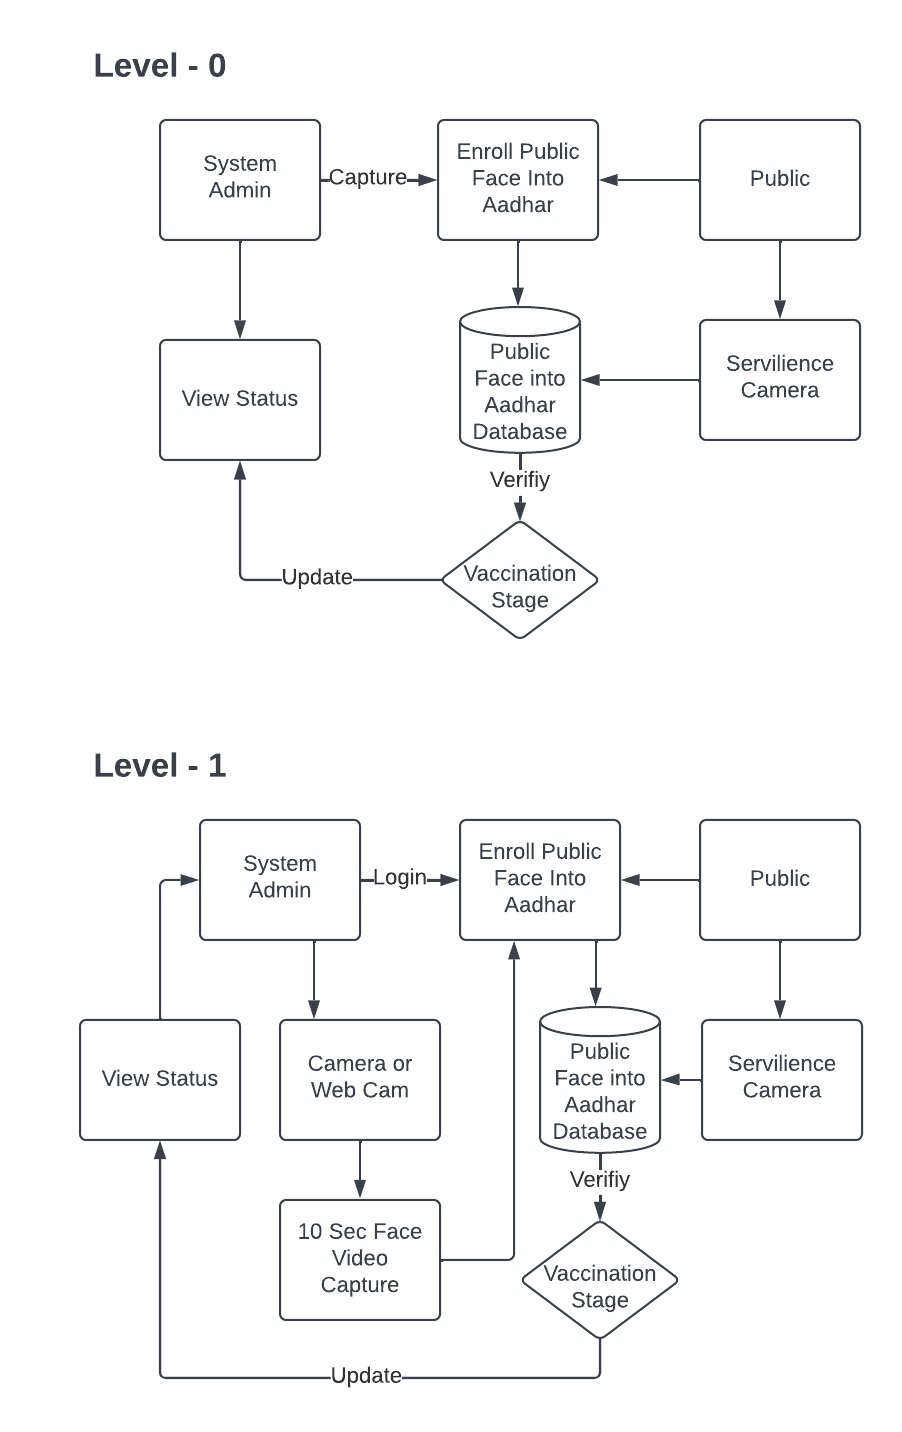 Level - 0
System
Admin
Capture
Enroll Public
Face Into
Aadhar
Public
View Status
Public
Face into
Aadhar
Database
Servilience
Camera
Verifiy
Update
Vaccination
Stage
Level - 1
System
Admin
Login
Enroll Public
Face Into
Aadhar
Public
View Status
Camera or
Web Cam
Public
Face into
Aadhar
Database
Servilience
Camera
Verifiy
10 Sec Face
Video
Capture
Vaccination
Stage
Update